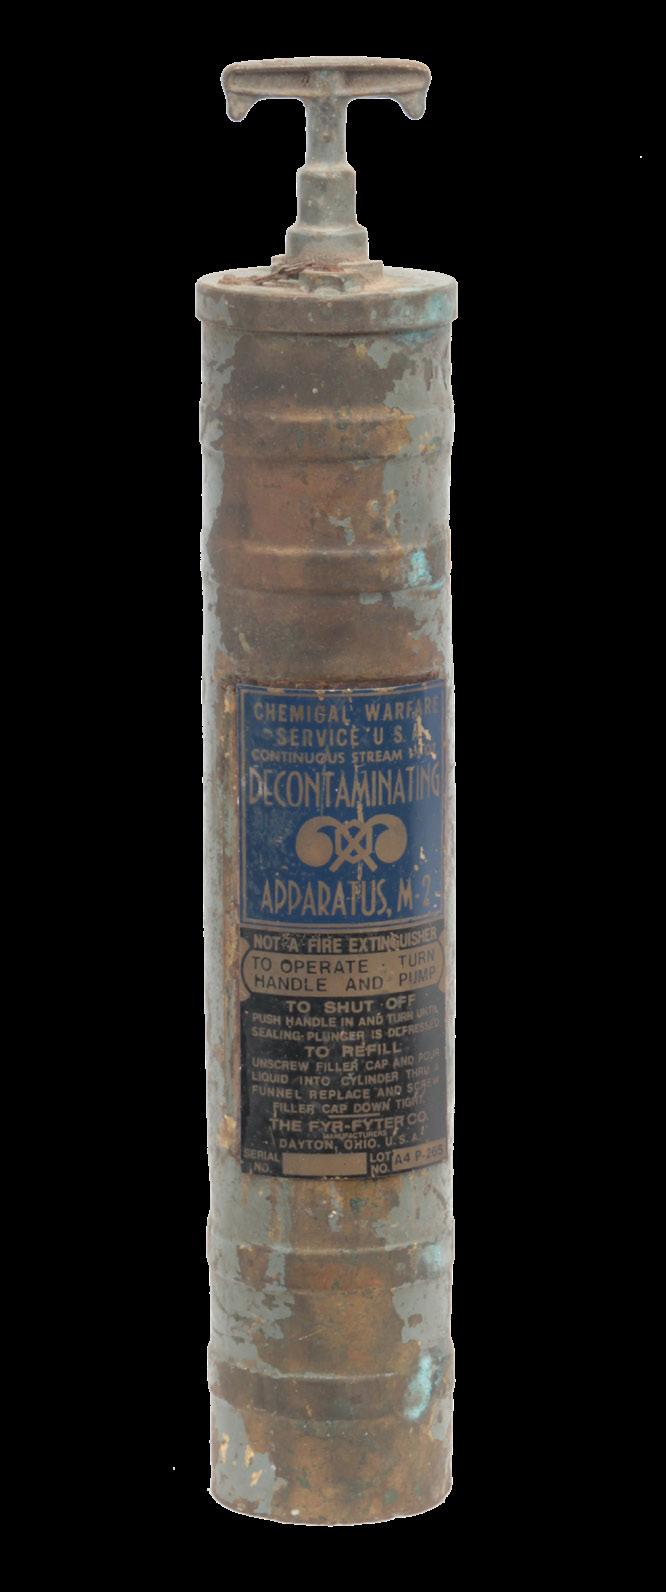 CHEMICAL WARFARE
SERVICE U S A
CONTINUOUS STREAM
DECONTAMINATING
APPARATUS, M-2
NOT A FIRE EXTINGUISHER
TO OPERATE · TURN
HANDLE AND PUMP
TO SHUT OFF
PUSH HANDLE IN AND TURN UNTIL
SEALING PLUNGER IS DEPRESSED
TO REFILL
UNSCREW FILLER CAP AND POUR
LIQUID INTO CYLINDER THRU A
FUNNEL REPLACE AND SCREW
FILLER CAP DOWN TIGHT
THE FYR-FYTER CO.
MANUFACTURERS
DAYTON, OHIO, U.S.A.
SERIAL NO. LOT NO. A4 P-265